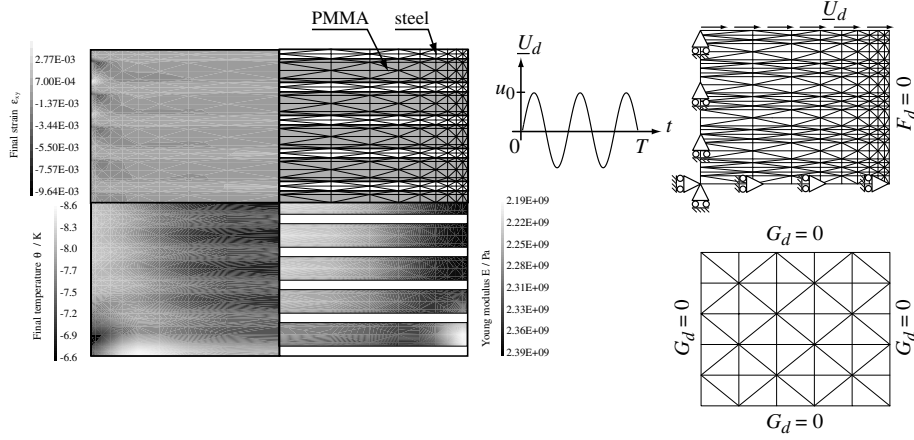 PMMA
steel
Final strain ε_xy
2.77E-03
7.00E-04
-1.37E-03
-3.44E-03
-5.50E-03
-7.57E-03
-9.64E-03
Final temperature θ / K
-8.6
-8.3
-8.0
-7.7
-7.5
-7.2
-6.9
-6.6
Young modulus E / Pa
2.19E+09
2.22E+09
2.25E+09
2.28E+09
2.31E+09
2.33E+09
2.36E+09
2.39E+09
U_d
u_0
0
T
t
U_d
F_d = 0
G_d = 0
G_d = 0
G_d = 0
G_d = 0